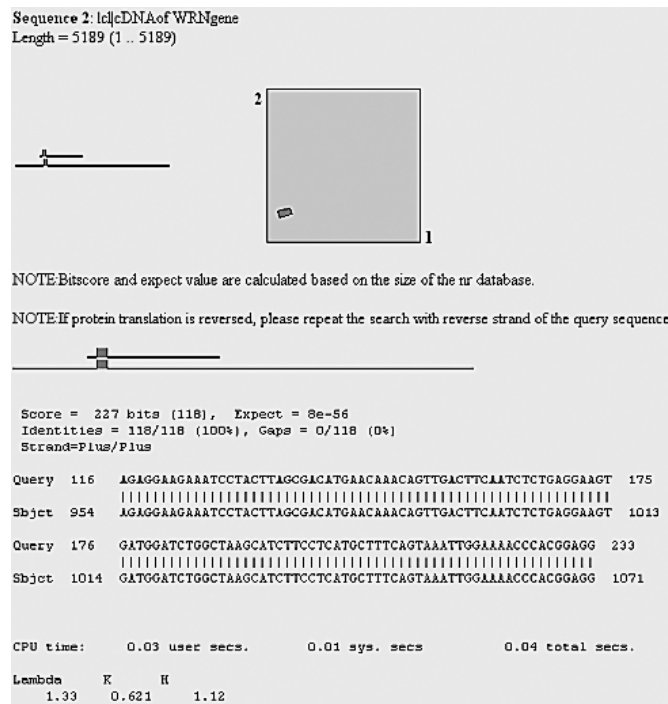 Sequence 2: lcl|cDNAof WRNgene
Length = 5189 (1 .. 5189)
2
1
NOTE:Bitscore and expect value are calculated based on the size of the nr database.
NOTE:If protein translation is reversed, please repeat the search with reverse strand of the query sequence
Score = 227 bits (118), Expect = 8e-56
Identities = 118/118 (100%), Gaps = 0/118 (0%)
Strand=Plus/Plus
Query 116 AGAGGAAGAAATCCTACTTAGCGACATGAACAAACAGTTGACTTCAATCTCTGAGGAAGT 175
||||||||||||||||||||||||||||||||||||||||||||||||||||||||||||
Sbjct 954 AGAGGAAGAAATCCTACTTAGCGACATGAACAAACAGTTGACTTCAATCTCTGAGGAAGT 1013
Query 176 GATGGATCTGGCTAAGCATCTTCCTCATGCTTTCAGTAAATTGGAAAACCCACGGAGG 233
||||||||||||||||||||||||||||||||||||||||||||||||||||||||||
Sbjct 1014 GATGGATCTGGCTAAGCATCTTCCTCATGCTTTCAGTAAATTGGAAAACCCACGGAGG 1071
CPU time: 0.03 user secs. 0.01 sys. secs 0.04 total secs.
Lambda K H
1.33 0.621 1.12